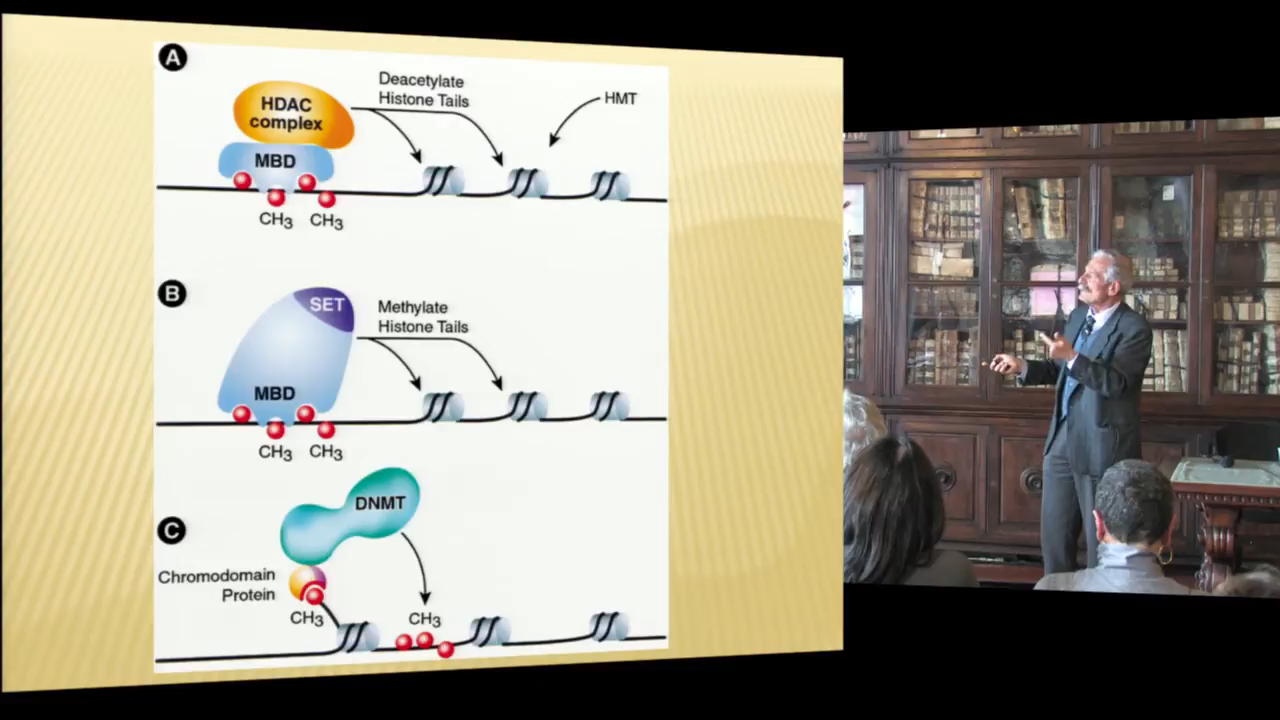 A
HDAC
complex
MBD
CH3 CH3
Deacetylate
Histone Tails
HMT
B
SET
MBD
CH3 CH3
Methylate
Histone Tails
C
DNMT
Chromodomain
Protein
CH3
CH3